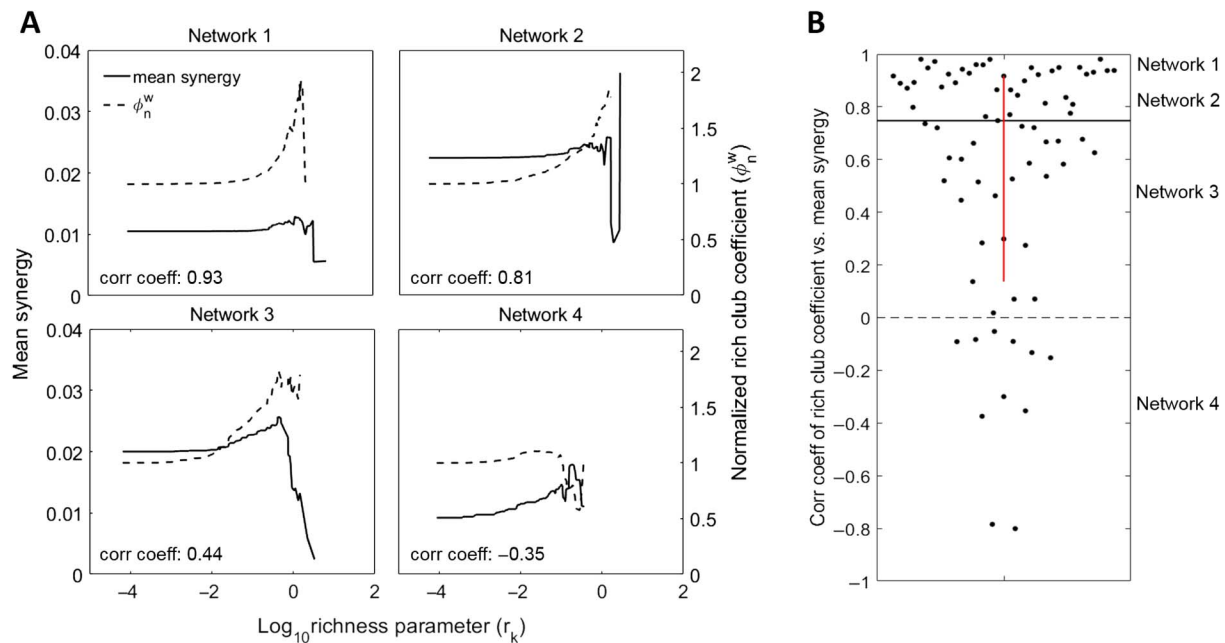 A
B
Network 1
Network 2
0.04
0.03
0.02
0.01
0
mean synergy
ϕₙʷ
corr coeff: 0.93
corr coeff: 0.81
2
1.5
1
0.5
0
Network 3
Network 4
0.04
0.03
0.02
0.01
0
corr coeff: 0.44
corr coeff: −0.35
2
1.5
1
0.5
0
−4
−2
0
2
−4
−2
0
2
Mean synergy
Normalized rich club coefficient (ϕₙʷ)
Log₁₀richness parameter (rₖ)
Corr coeff of rich club coefficient vs. mean synergy
1
0.8
0.6
0.4
0.2
0
−0.2
−0.4
−0.6
−0.8
−1
Network 1
Network 2
Network 3
Network 4